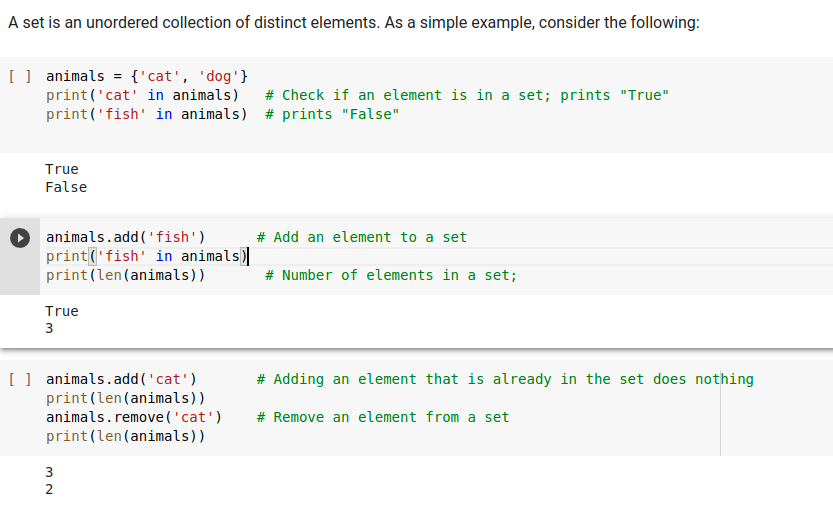 A set is an unordered collection of distinct elements. As a simple example, consider the following:
[ ] animals = {'cat', 'dog'}
print('cat' in animals)   # Check if an element is in a set; prints "True"
print('fish' in animals)  # prints "False"
True
False
animals.add('fish')      # Add an element to a set
print('fish' in animals)
print(len(animals))       # Number of elements in a set;
True
3
[ ] animals.add('cat')       # Adding an element that is already in the set does nothing
print(len(animals))
animals.remove('cat')    # Remove an element from a set
print(len(animals))
3
2